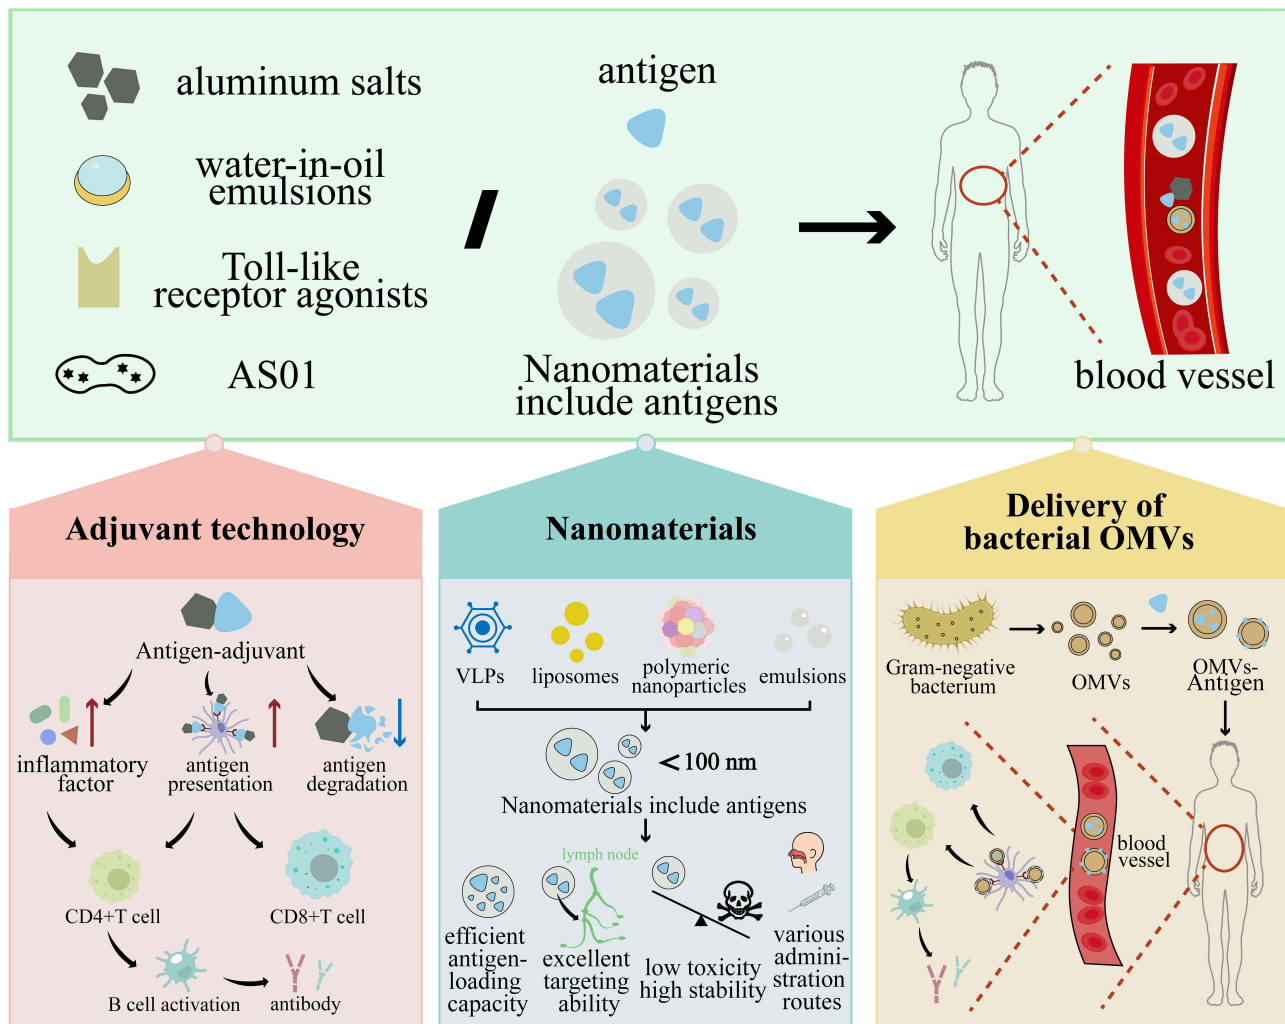 aluminum salts
water-in-oil
emulsions
Toll-like
receptor agonists
AS01
antigen
Nanomaterials
include antigens
blood vessel
Adjuvant technology
Antigen-adjuvant
inflammatory
factor
antigen
presentation
antigen
degradation
CD4+T cell
CD8+T cell
B cell activation
antibody
Nanomaterials
VLPs
liposomes
polymeric
nanoparticles
emulsions
<100 nm
Nanomaterials include antigens
lymph node
efficient
antigen-
loading
capacity
excellent
targeting
ability
low toxicity
high stability
various
admini-
stration
routes
Delivery of
bacterial OMVs
Gram-negative
bacterium
OMVs
OMVs-
Antigen
blood
vessel